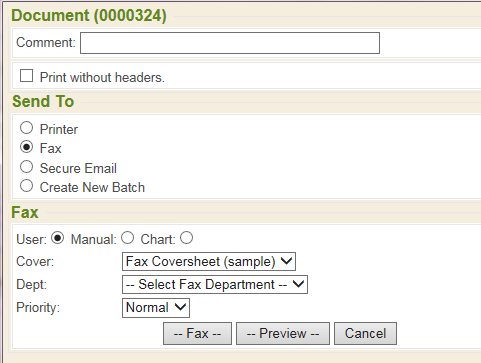 Document (0000324)
Comment:
Print without headers.
Send To
Printer
Fax
Secure Email
Create New Batch
Fax
User: Manual: Chart:
Cover: Fax Coversheet (sample)
Dept: -- Select Fax Department --
Priority: Normal
-- Fax -- -- Preview -- Cancel